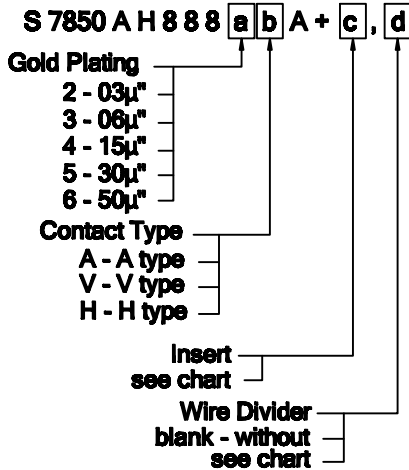 S 7850 A H 8 8 8 a b A + c , d
Gold Plating
2 - 03µ"
3 - 06µ"
4 - 15µ"
5 - 30µ"
6 - 50µ"
Contact Type
A - A type
V - V type
H - H type
Insert
see chart
Wire Divider
blank - without
see chart